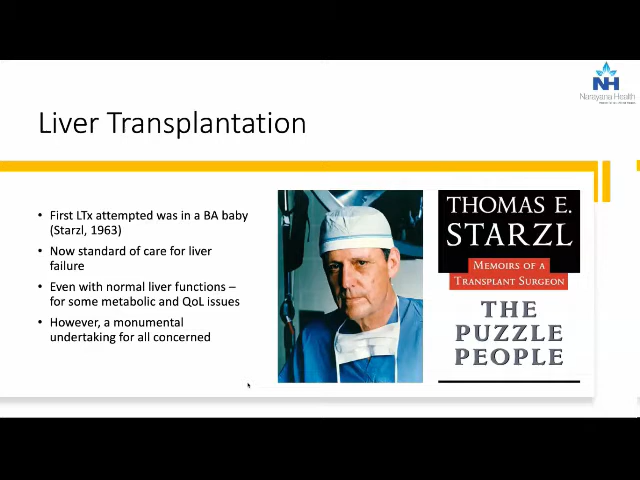 NH
Narayana Health
Liver Transplantation
• First LTx attempted was in a BA baby
(Starzl, 1963)
• Now standard of care for liver
failure
• Even with normal liver functions –
for some metabolic and QoL issues
• However, a monumental
undertaking for all concerned
THOMAS E.
STARZL
MEMOIRS OF A
TRANSPLANT SURGEON
THE
PUZZLE
PEOPLE